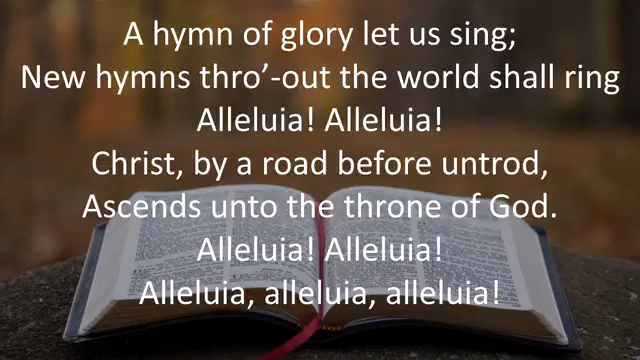 A hymn of glory let us sing;
New hymns thro’-out the world shall ring
Alleluia! Alleluia!
Christ, by a road before untrod,
Ascends unto the throne of God.
Alleluia! Alleluia!
Alleluia, alleluia, alleluia!